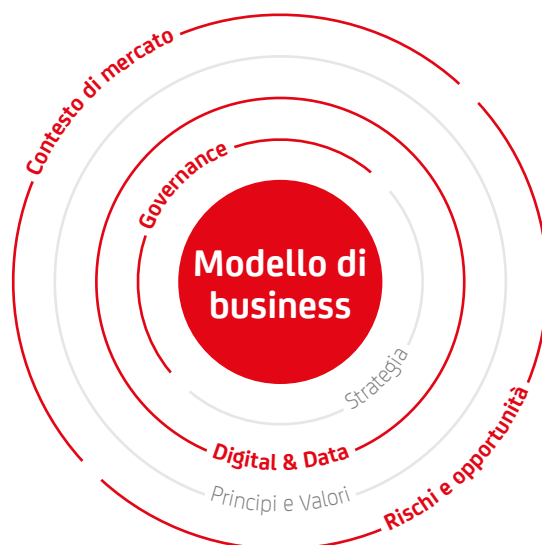 Contesto di mercato
Governance
Modello di
business
Strategia
Digital & Data
Principi e Valori
Rischi e opportunità